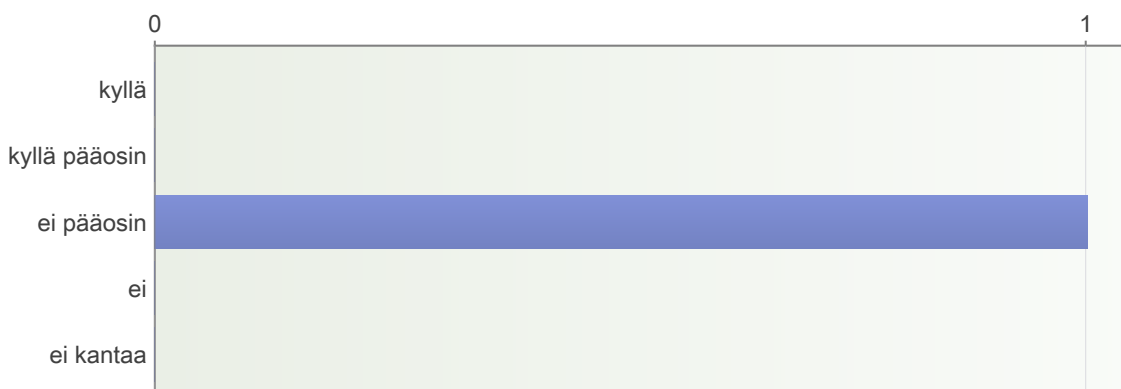 0 1
kyllä
kyllä pääosin
ei pääosin
ei
ei kantaa